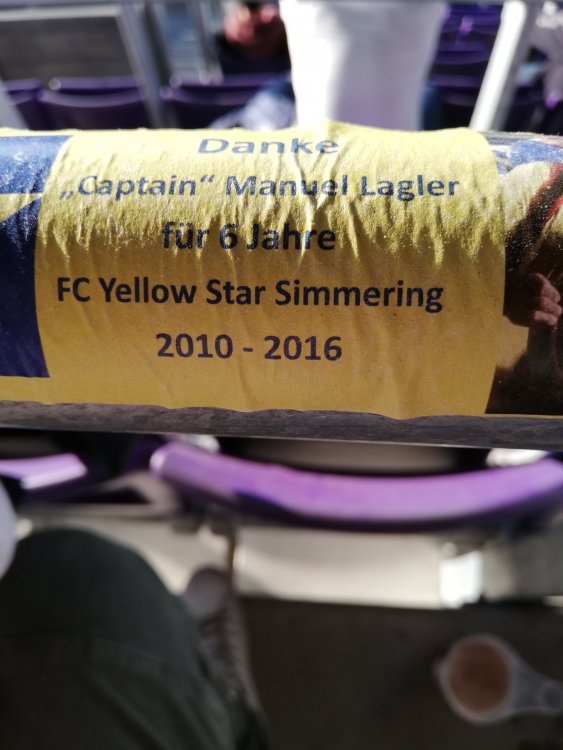 Danke
„Captain“ Manuel Lagler
für 6 Jahre
FC Yellow Star Simmering
2010 - 2016